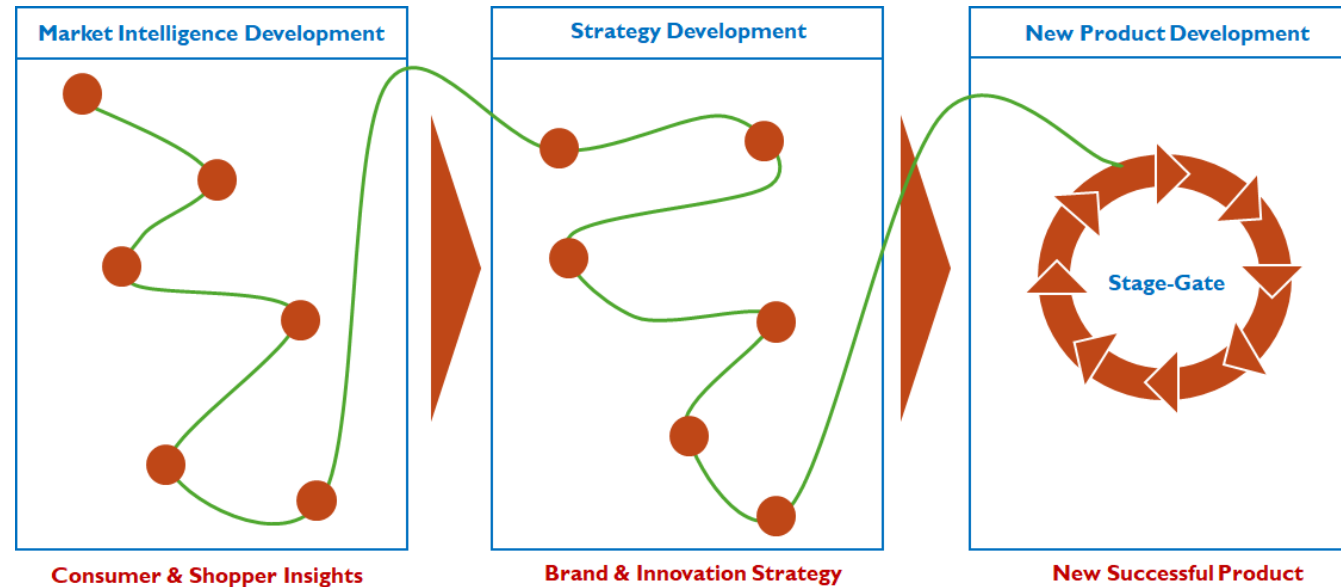 Market Intelligence Development
Strategy Development
New Product Development
Stage-Gate
Consumer & Shopper Insights
Brand & Innovation Strategy
New Successful Product